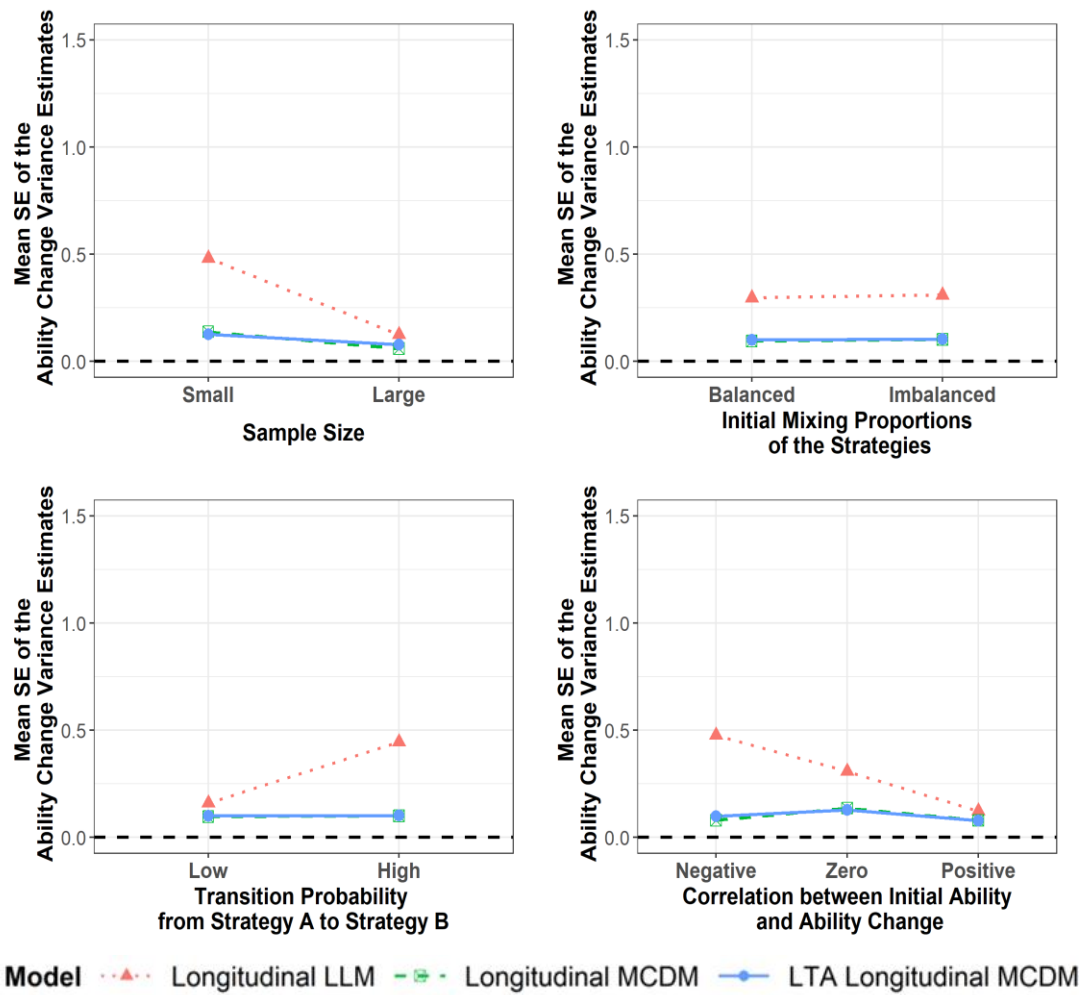 Mean SE of the
Ability Change Variance Estimates
1.5
1.0
0.5
0.0
Small
Large
Sample Size
Mean SE of the
Ability Change Variance Estimates
1.5
1.0
0.5
0.0
Balanced
Imbalanced
Initial Mixing Proportions
of the Strategies
Mean SE of the
Ability Change Variance Estimates
1.5
1.0
0.5
0.0
Low
High
Transition Probability
from Strategy A to Strategy B
Mean SE of the
Ability Change Variance Estimates
1.5
1.0
0.5
0.0
Negative
Zero
Positive
Correlation between Initial Ability
and Ability Change
Model Longitudinal LLM Longitudinal MCDM LTA Longitudinal MCDM